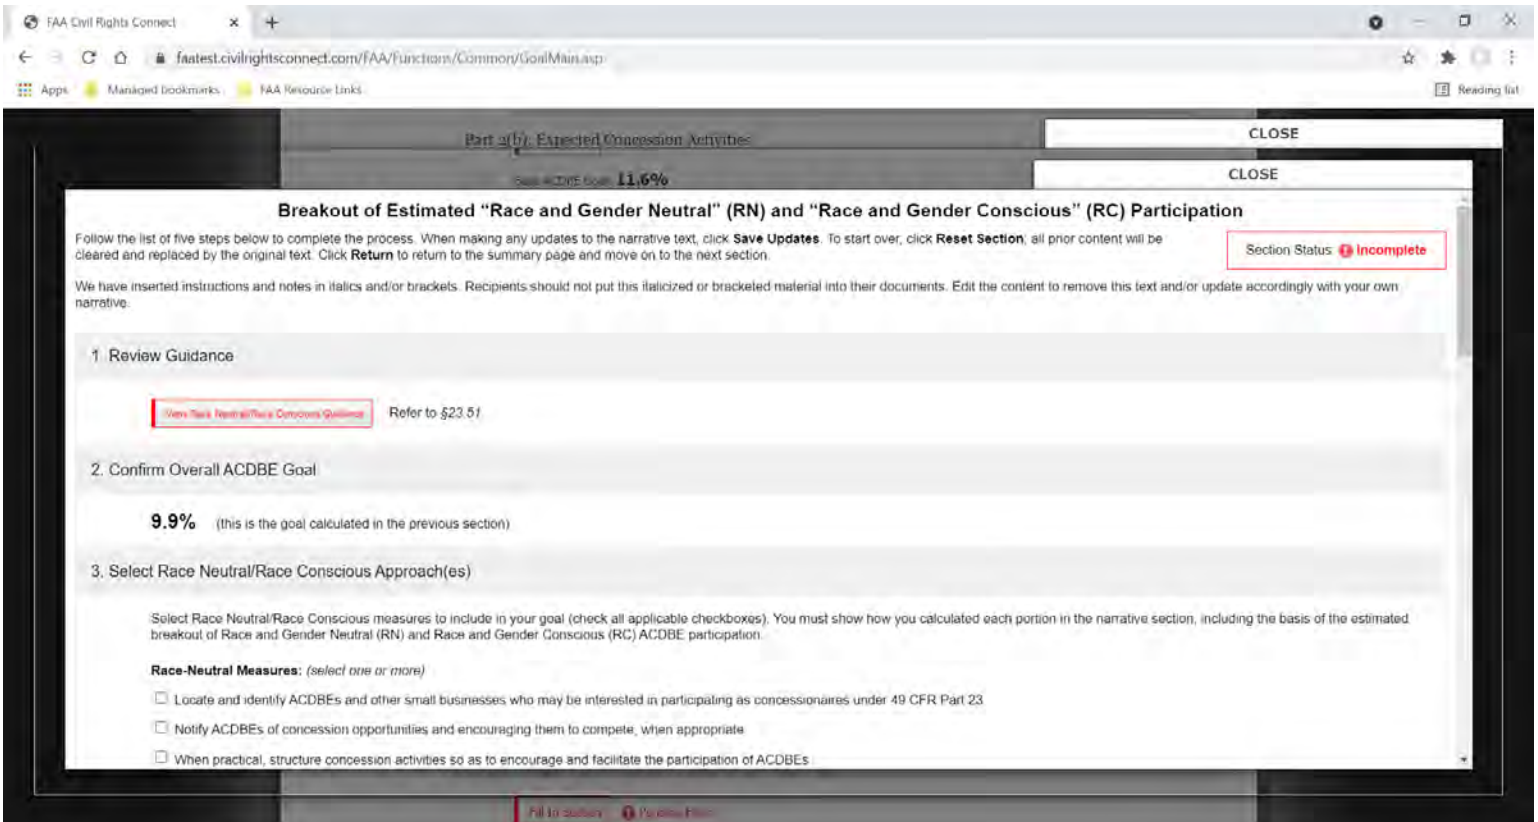 FAA Civil Rights Connect
faatest.civilrightsconnect.com/FAA/Functions/Common/GoalMain.asp
Apps Managed bookmarks FAA Resource Links Reading list
Part 2(b): Expected Concession Activities
CLOSE
11.6%
CLOSE
Breakout of Estimated “Race and Gender Neutral” (RN) and “Race and Gender Conscious” (RC) Participation
Follow the list of five steps below to complete the process. When making any updates to the narrative text, click Save Updates. To start over, click Reset Section; all prior content will be
cleared and replaced by the original text. Click Return to return to the summary page and move on to the next section.
Section Status: Incomplete
We have inserted instructions and notes in italics and/or brackets. Recipients should not put this italicized or bracketed material into their documents. Edit the content to remove this text and/or update accordingly with your own
narrative.
1. Review Guidance
View Race Neutral/Race Conscious Guidance Refer to §23.51
2. Confirm Overall ACDBE Goal
9.9% (this is the goal calculated in the previous section)
3. Select Race Neutral/Race Conscious Approach(es)
Select Race Neutral/Race Conscious measures to include in your goal (check all applicable checkboxes). You must show how you calculated each portion in the narrative section, including the basis of the estimated
breakout of Race and Gender Neutral (RN) and Race and Gender Conscious (RC) ACDBE participation.
Race-Neutral Measures: (select one or more)
Locate and identify ACDBEs and other small businesses who may be interested in participating as concessionaires under 49 CFR Part 23
Notify ACDBEs of concession opportunities and encouraging them to compete, when appropriate
When practical, structure concession activities so as to encourage and facilitate the participation of ACDBEs